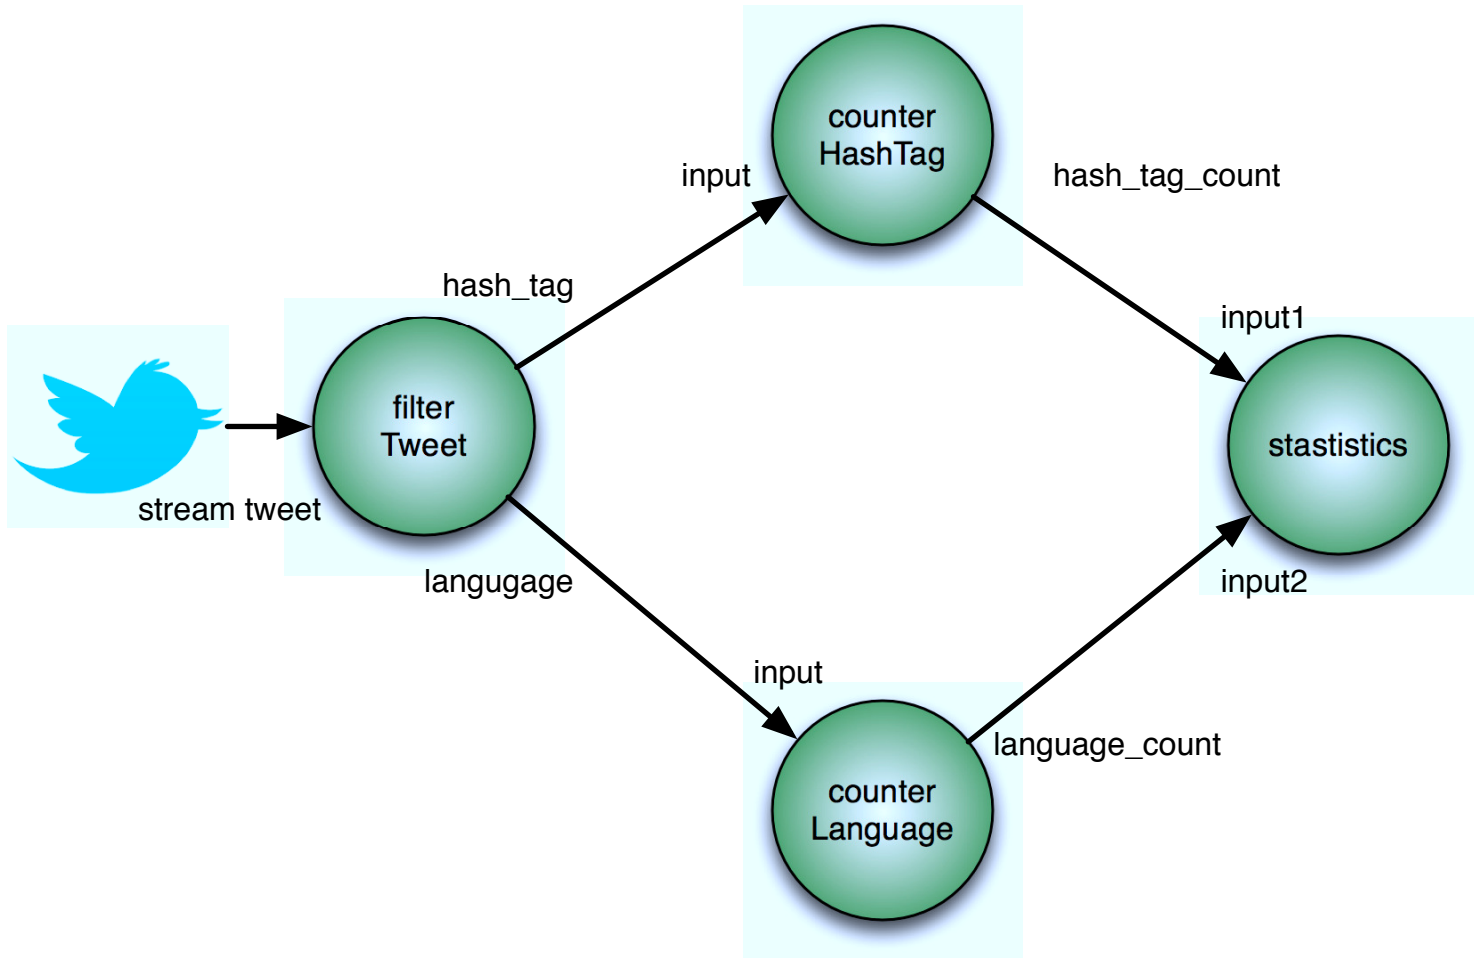 counter
HashTag
input
hash_tag_count
hash_tag
input1
filter
Tweet
stastistics
stream tweet
langugage
input2
input
language_count
counter
Language